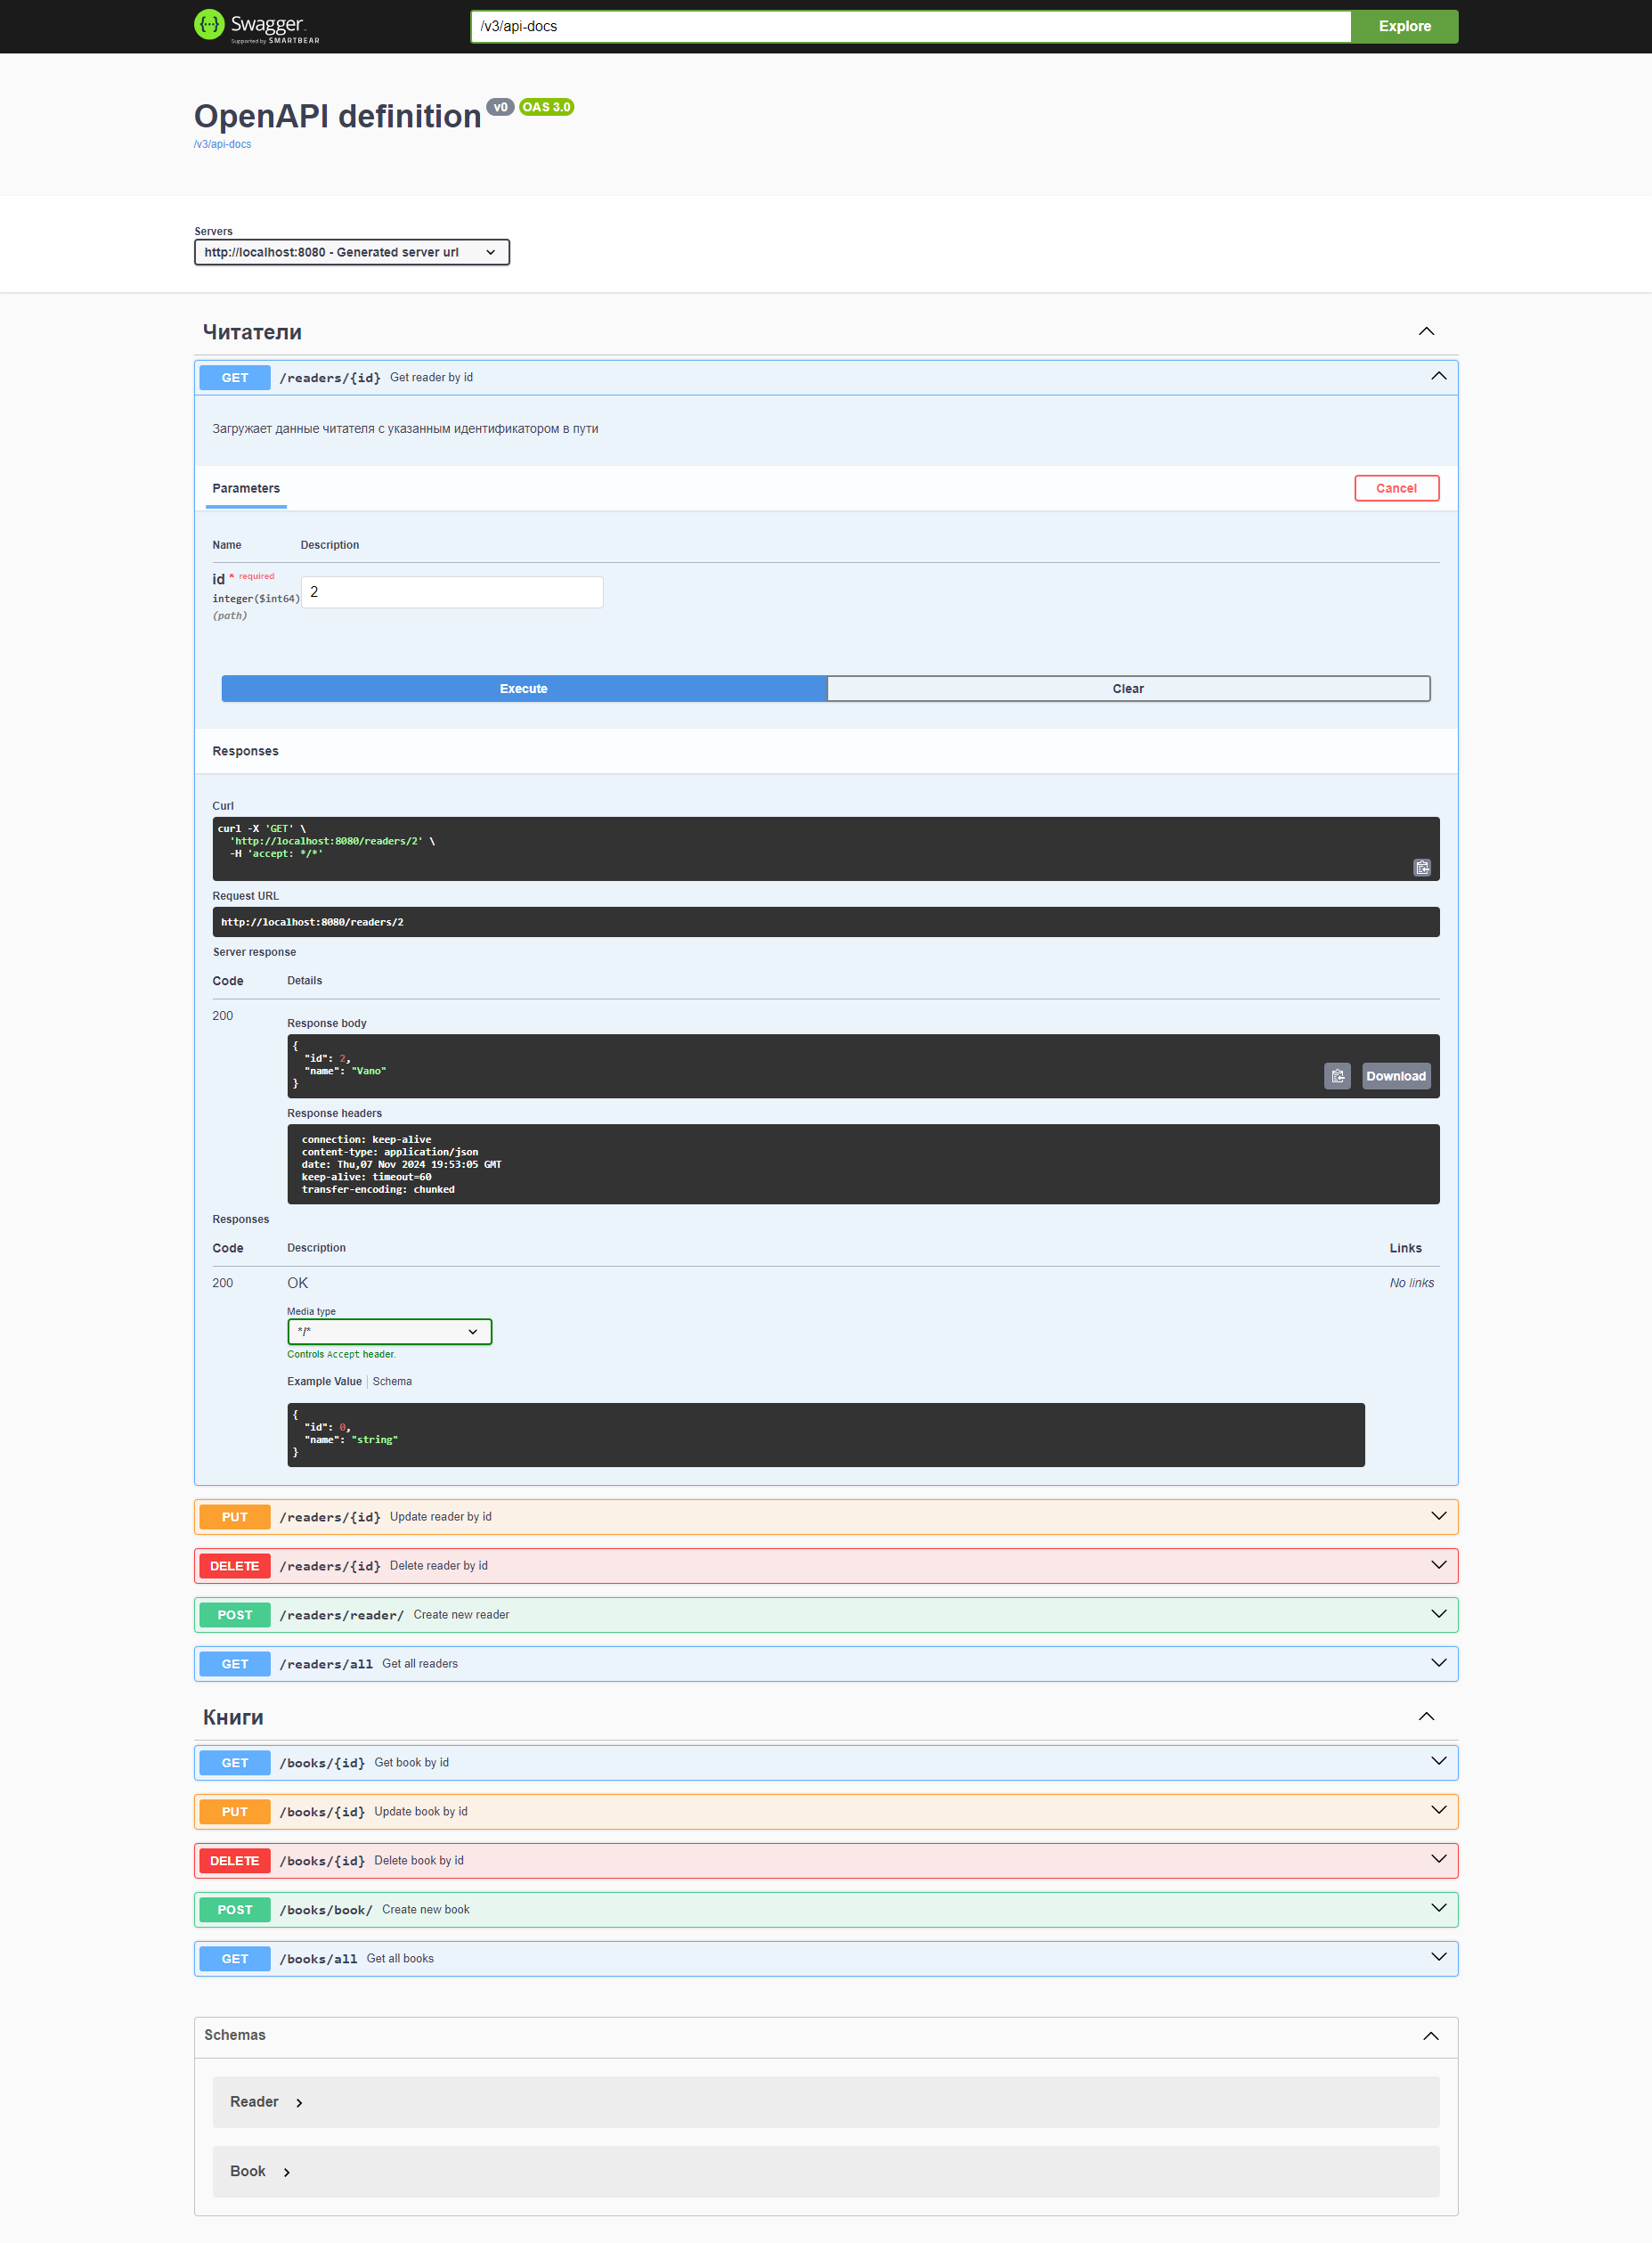 Swagger
Supported by SMARTBEAR
/v3/api-docs
Explore
OpenAPI definition v0 OAS 3.0
/v3/api-docs
Servers
http://localhost:8080 - Generated server url
Читатели
GET /readers/{id} Get reader by id
Загружает данные читателя с указанным идентификатором в пути
Parameters
Cancel
Name Description
id * required
integer($int64)
(path)
2
Execute
Clear
Responses
Curl
curl -X 'GET' \
'http://localhost:8080/readers/2' \
-H 'accept: */*'
Request URL
http://localhost:8080/readers/2
Server response
Code Details
200
Response body
{
"id": 2,
"name": "Vano"
}
Download
Response headers
connection: keep-alive
content-type: application/json
date: Thu,07 Nov 2024 19:53:05 GMT
keep-alive: timeout=60
transfer-encoding: chunked
Responses
Code Description Links
200 OK No links
Media type
*/*
Controls Accept header.
Example Value Schema
{
"id": 0,
"name": "string"
}
PUT /readers/{id} Update reader by id
DELETE /readers/{id} Delete reader by id
POST /readers/reader/ Create new reader
GET /readers/all Get all readers
Книги
GET /books/{id} Get book by id
PUT /books/{id} Update book by id
DELETE /books/{id} Delete book by id
POST /books/book/ Create new book
GET /books/all Get all books
Schemas
Reader
Book